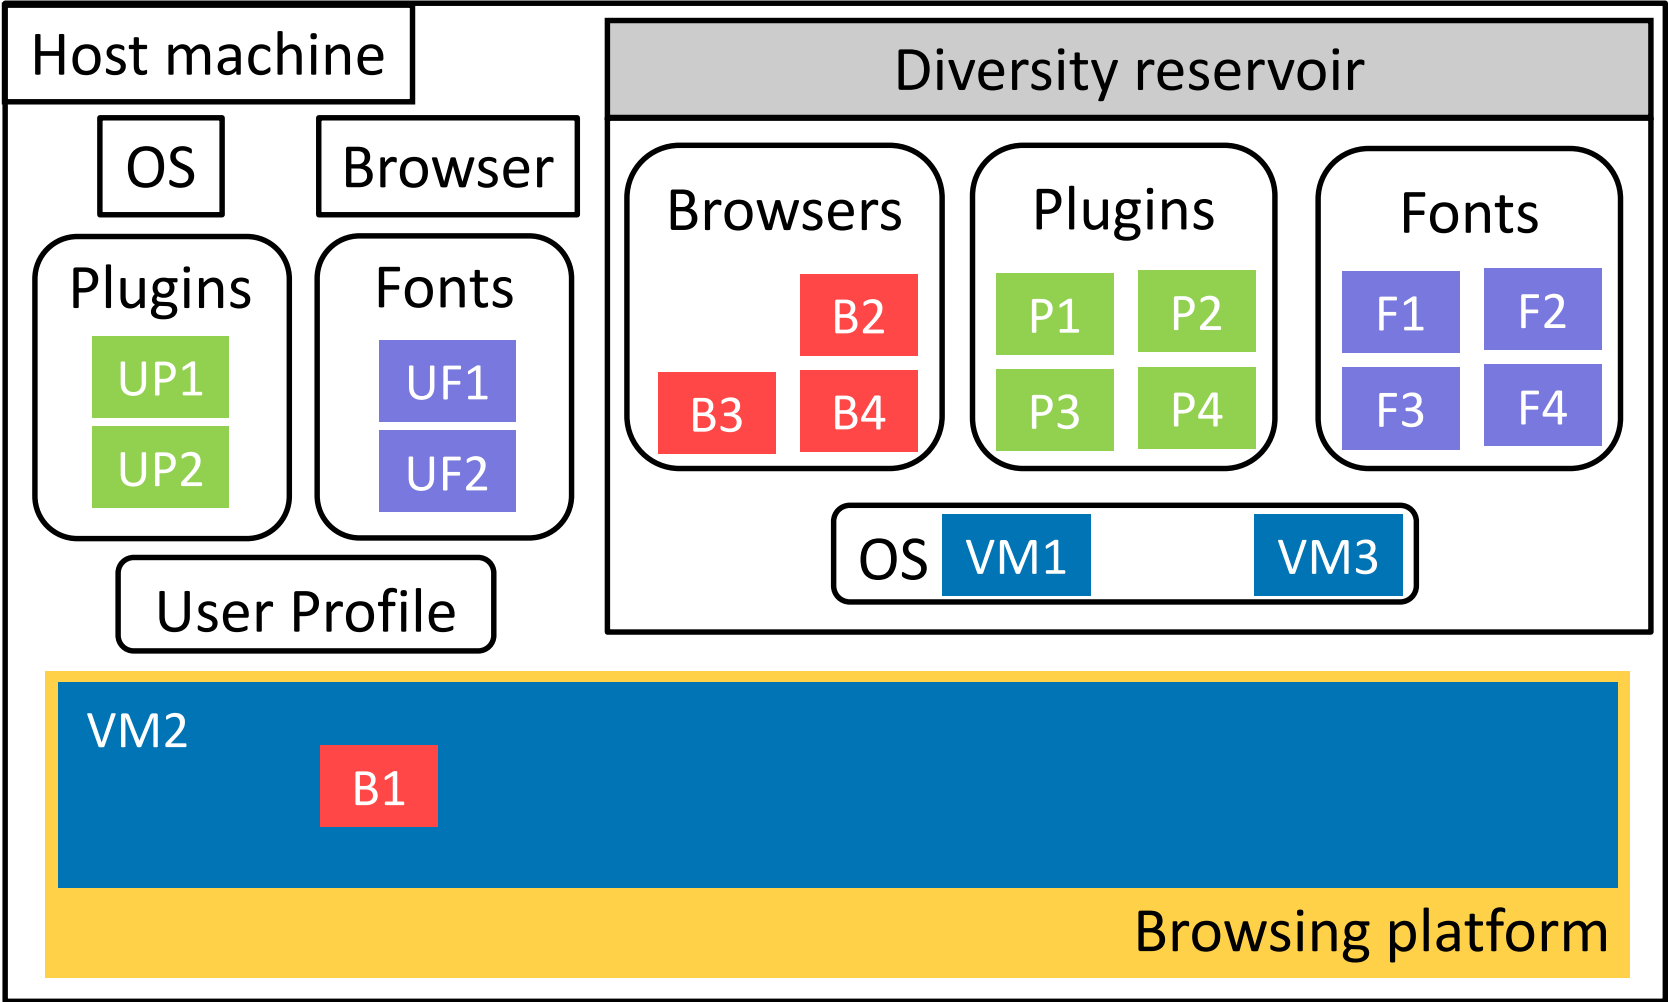 Host machine
OS
Browser
Plugins
UP1
UP2
Fonts
UF1
UF2
User Profile
Diversity reservoir
Browsers
B2
B3
B4
Plugins
P1
P2
P3
P4
Fonts
F1
F2
F3
F4
OS
VM1
VM3
VM2
B1
Browsing platform